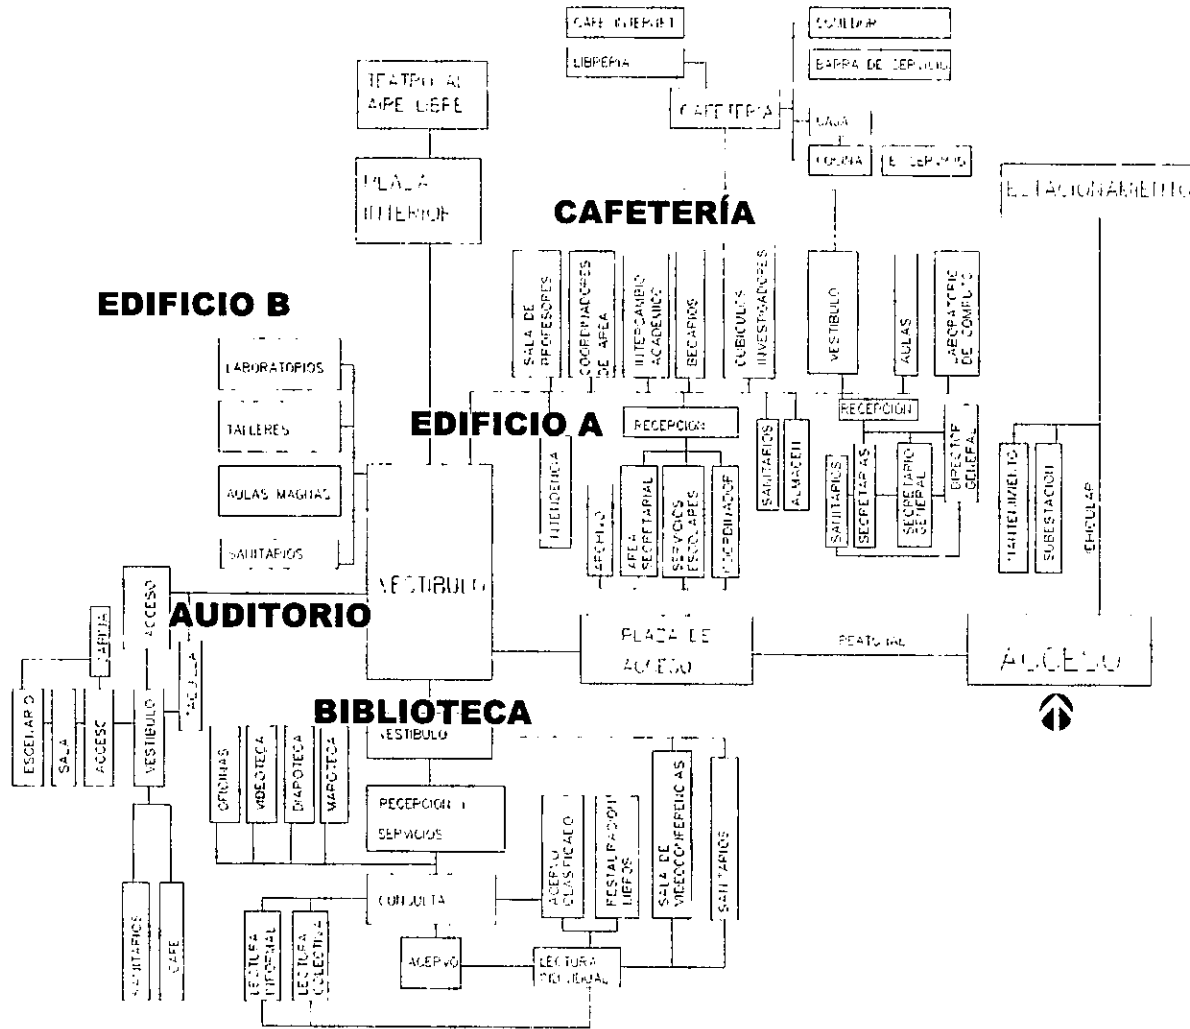 CAFE INTERNET
COMEDOR
LIBRERIA
BARRA DE SERVICIO
TEATRO AL
AIRE LIBRE
CAFETERIA
CAJA
COCINA
PLAZA
INTERIOR
ESTACIONAMIENTO
CAFETERÍA
SALA DE
PROFESORES
COORDINADORES
DE AREA
INTERCAMBIO
ACADEMICO
BECARIOS
CUBICULOS
INVESTIGADORES
VESTIBULO
AULAS
LABORATORIO
DE COMPUTO
EDIFICIO B
LABORATORIOS
TALLERES
AULAS MAGNAS
SANITARIOS
EDIFICIO A
RECEPCION
RECEPCION
INTENDENCIA
SANITARIOS
ALMACEN
SANITARIOS
SECRETARIAS
SECRETARIO
GENERAL
DIRECTOR
GENERAL
MANTENIMIENTO
SUBESTACION
VEHICULAR
ARCHIVO
AREA
SECRETARIAL
SERVICIOS
ESCOLARES
COORDINADOR
VESTIBULO
ACCESO
AUDITORIO
CABINA
TAQUILLA
PLAZA DE
ACCESO
PEATONAL
ACCESO
ESCENARIO
SALA
ACCESO
VESTIBULO
BIBLIOTECA
VESTIBULO
OFICINAS
VIDEOTECA
DIAPOTECA
MAPOTECA
RECEPCION Y
SERVICIOS
ACERVO
CLASIFICADO
RESTAURACION
LIBROS
SALA DE
VIDEOCONFERENCIAS
SANITARIOS
SANITARIOS
CAFE
CONSULTA
LECTURA
INFORMAL
LECTURA
COLECTIVA
ACERVO
LECTURA
INDIVIDUAL